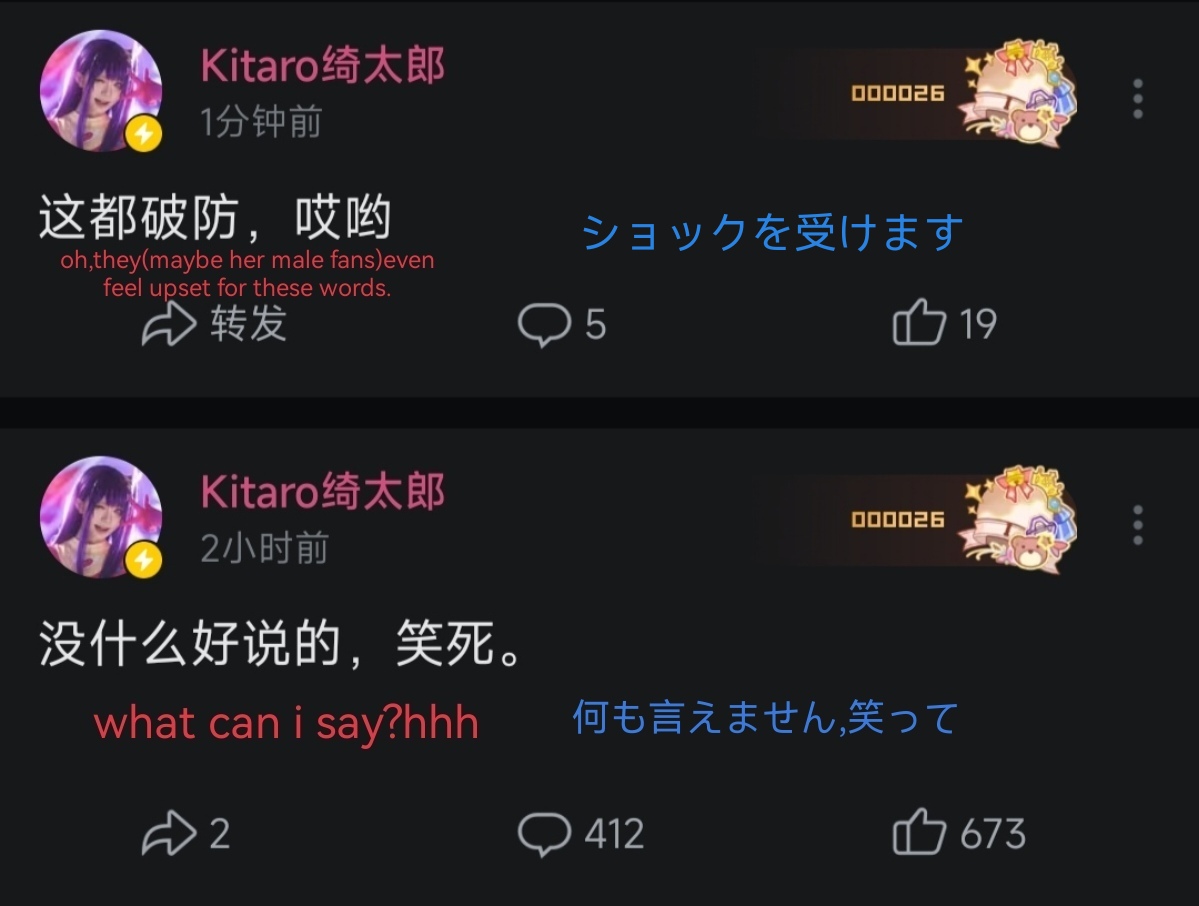 Kitaro绮太郎
1分钟前
000026
这都破防，哎哟
ショックを受けます
oh,they(maybe her male fans)even
feel upset for these words.
转发
5
19
Kitaro绮太郎
2小时前
000026
没什么好说的，笑死。
what can i say?hhh
何も言えません,笑って
2
412
673